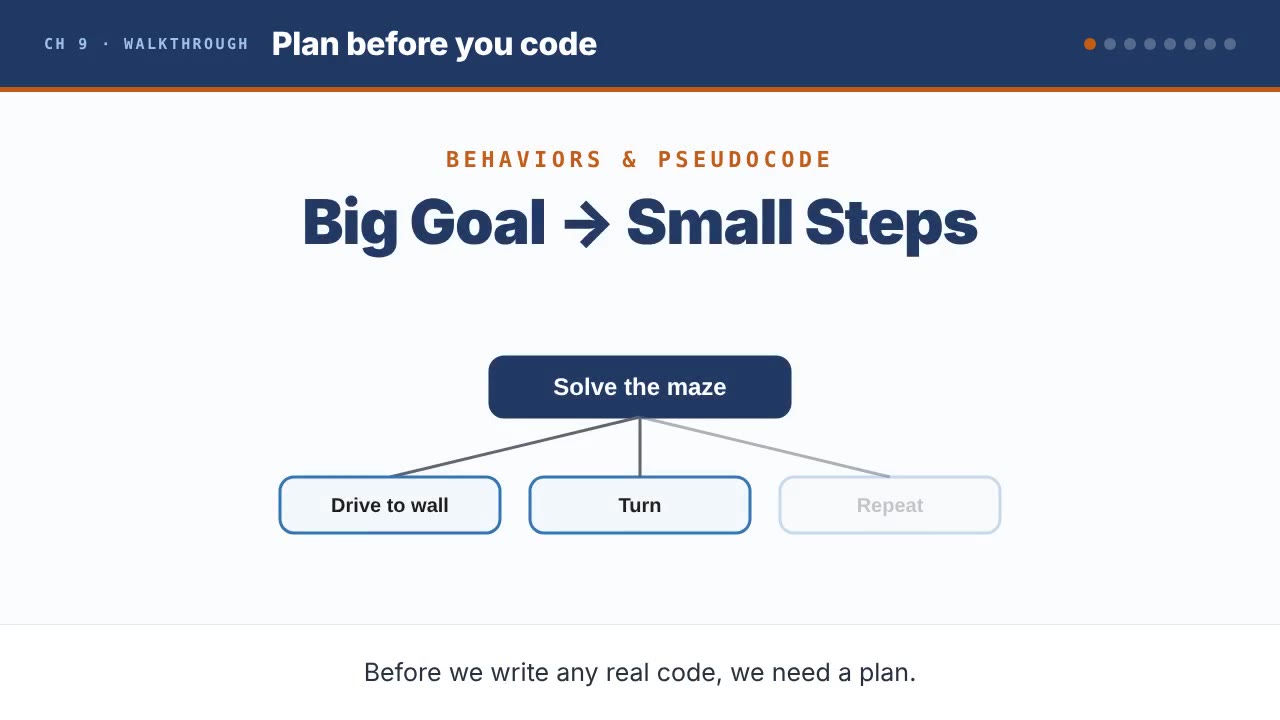 CH 9 · WALKTHROUGH
Plan before you code
BEHAVIORS & PSEUDOCODE
Big Goal → Small Steps
Solve the maze
Drive to wall
Turn
Repeat
Before we write any real code, we need a plan.